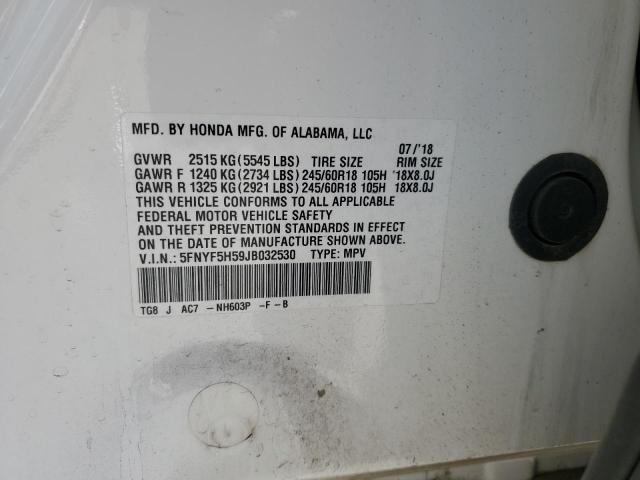 MFD. BY HONDA MFG. OF ALABAMA, LLC
07/'18
GVWR 2515 KG (5545 LBS) TIRE SIZE RIM SIZE
GAWR F 1240 KG (2734 LBS) 245/60R18 105H '18X8.0J
GAWR R 1325 KG (2921 LBS) 245/60R18 105H 18X8.0J
THIS VEHICLE CONFORMS TO ALL APPLICABLE
FEDERAL MOTOR VEHICLE SAFETY
AND THEFT PREVENTION STANDARDS IN EFFECT
ON THE DATE OF MANUFACTURE SHOWN ABOVE.
V.I.N.: 5FNYF5H59JB032530 TYPE: MPV
TG8 J AC7 -NH603P -F-B